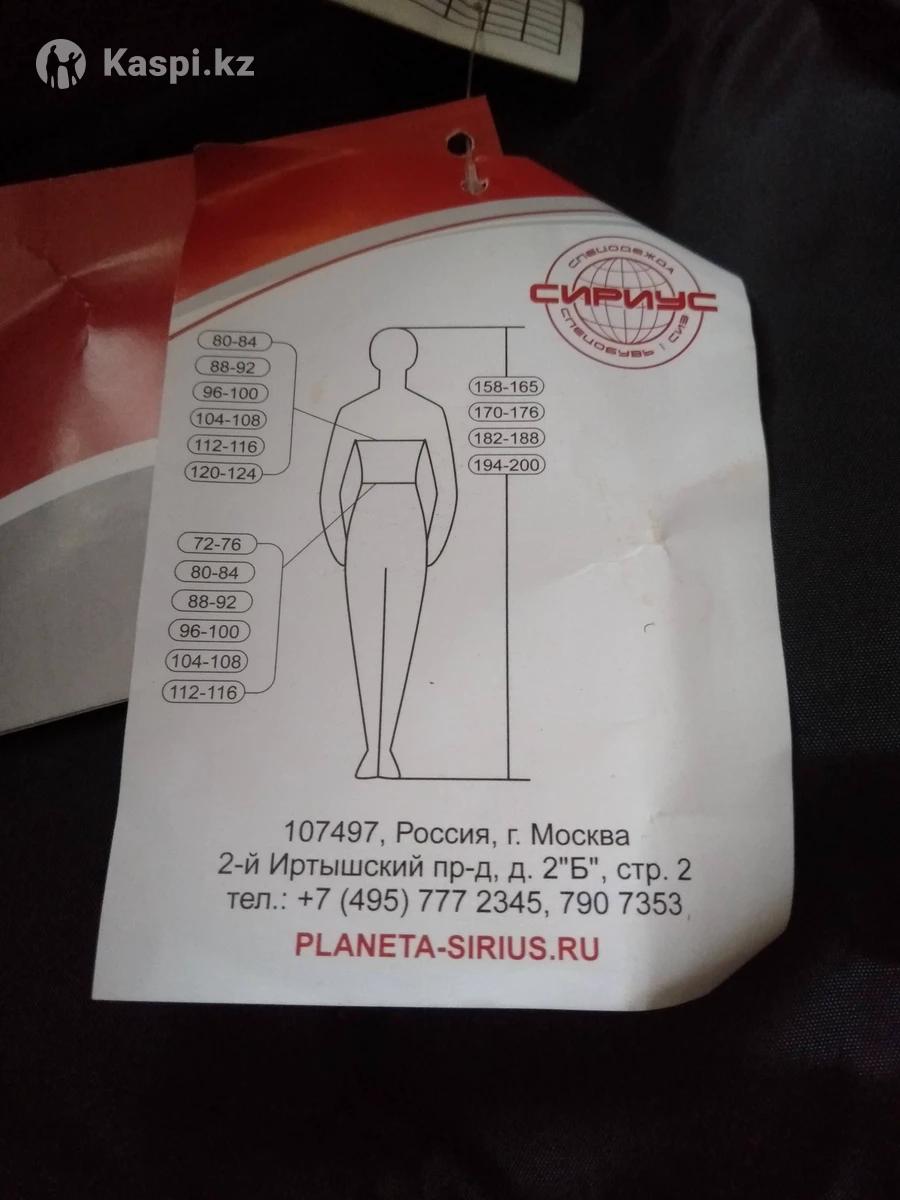 Kaspi.kz
СПЕЦОДЕЖДА
СИРИУС
СПЕЦОБУВЬ | СИЗ
80-84
88-92
96-100
104-108
112-116
120-124
158-165
170-176
182-188
194-200
72-76
80-84
88-92
96-100
104-108
112-116
107497, Россия, г. Москва
2-й Иртышский пр-д, д. 2"Б", стр. 2
тел.: +7 (495) 777 2345, 790 7353
PLANETA-SIRIUS.RU